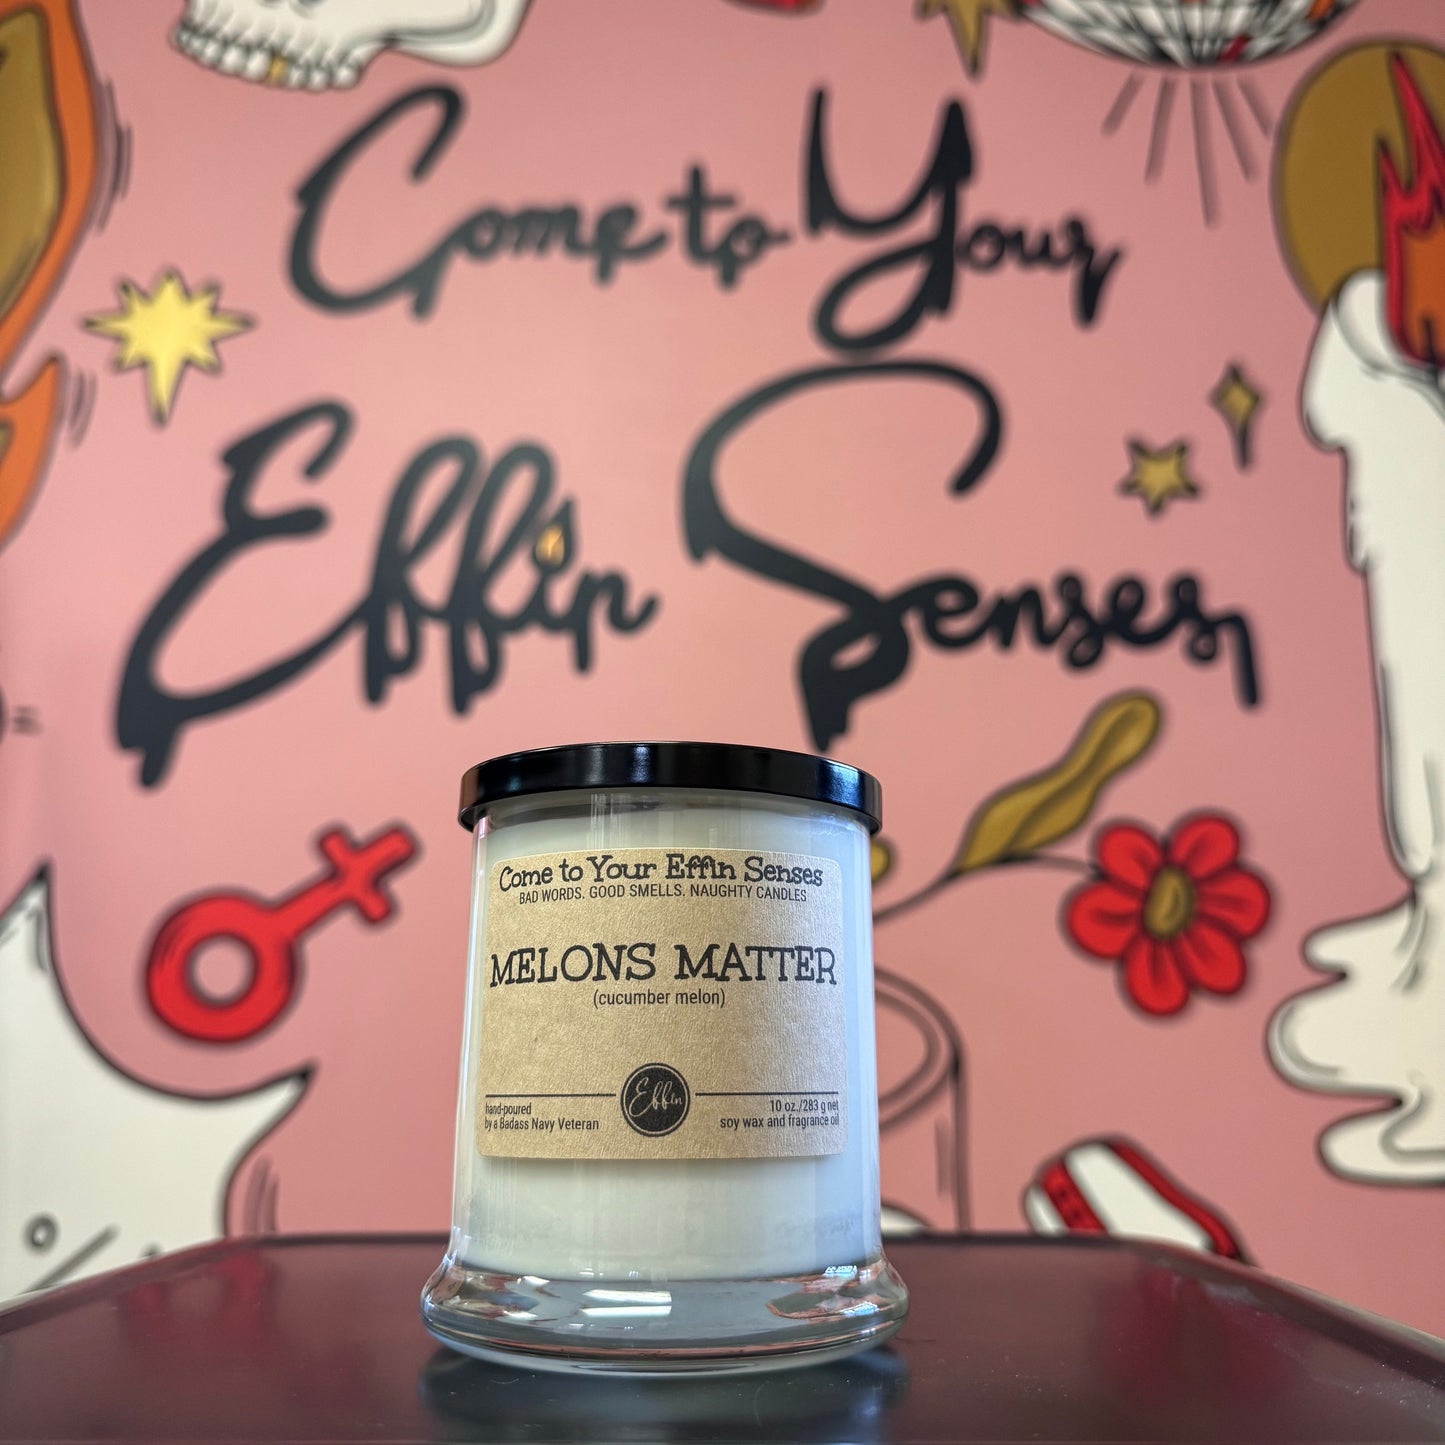 Come to Your
Effin Senses
Come to Your Effin Senses
BAD WORDS. GOOD SMELLS. NAUGHTY CANDLES
MELONS MATTER
(cucumber melon)
Effin
hand-poured
by a Badass Navy Veteran
10 oz./283 g net
soy wax and fragrance oil